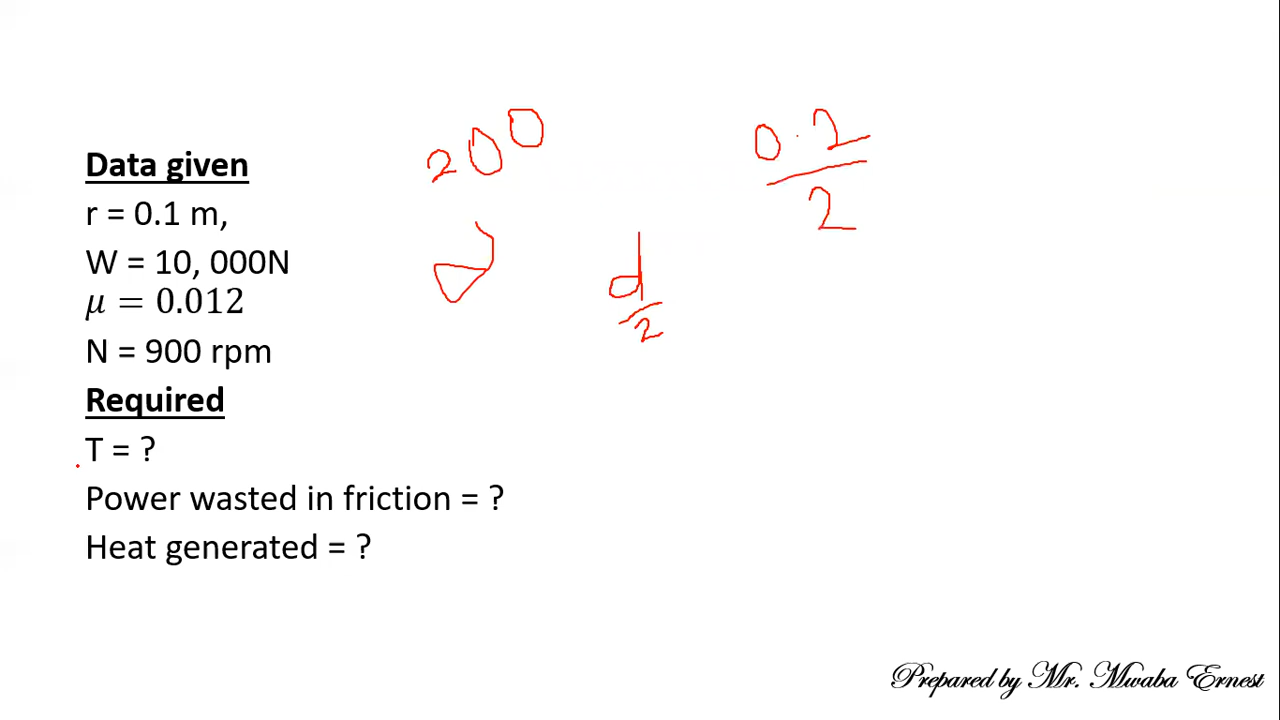 Data given
r = 0.1 m,
W = 10, 000N
μ = 0.012
N = 900 rpm
Required
T = ?
Power wasted in friction = ?
Heat generated = ?
200
d
2
0.2
2
Prepared by Mr. Mwaba Ernest